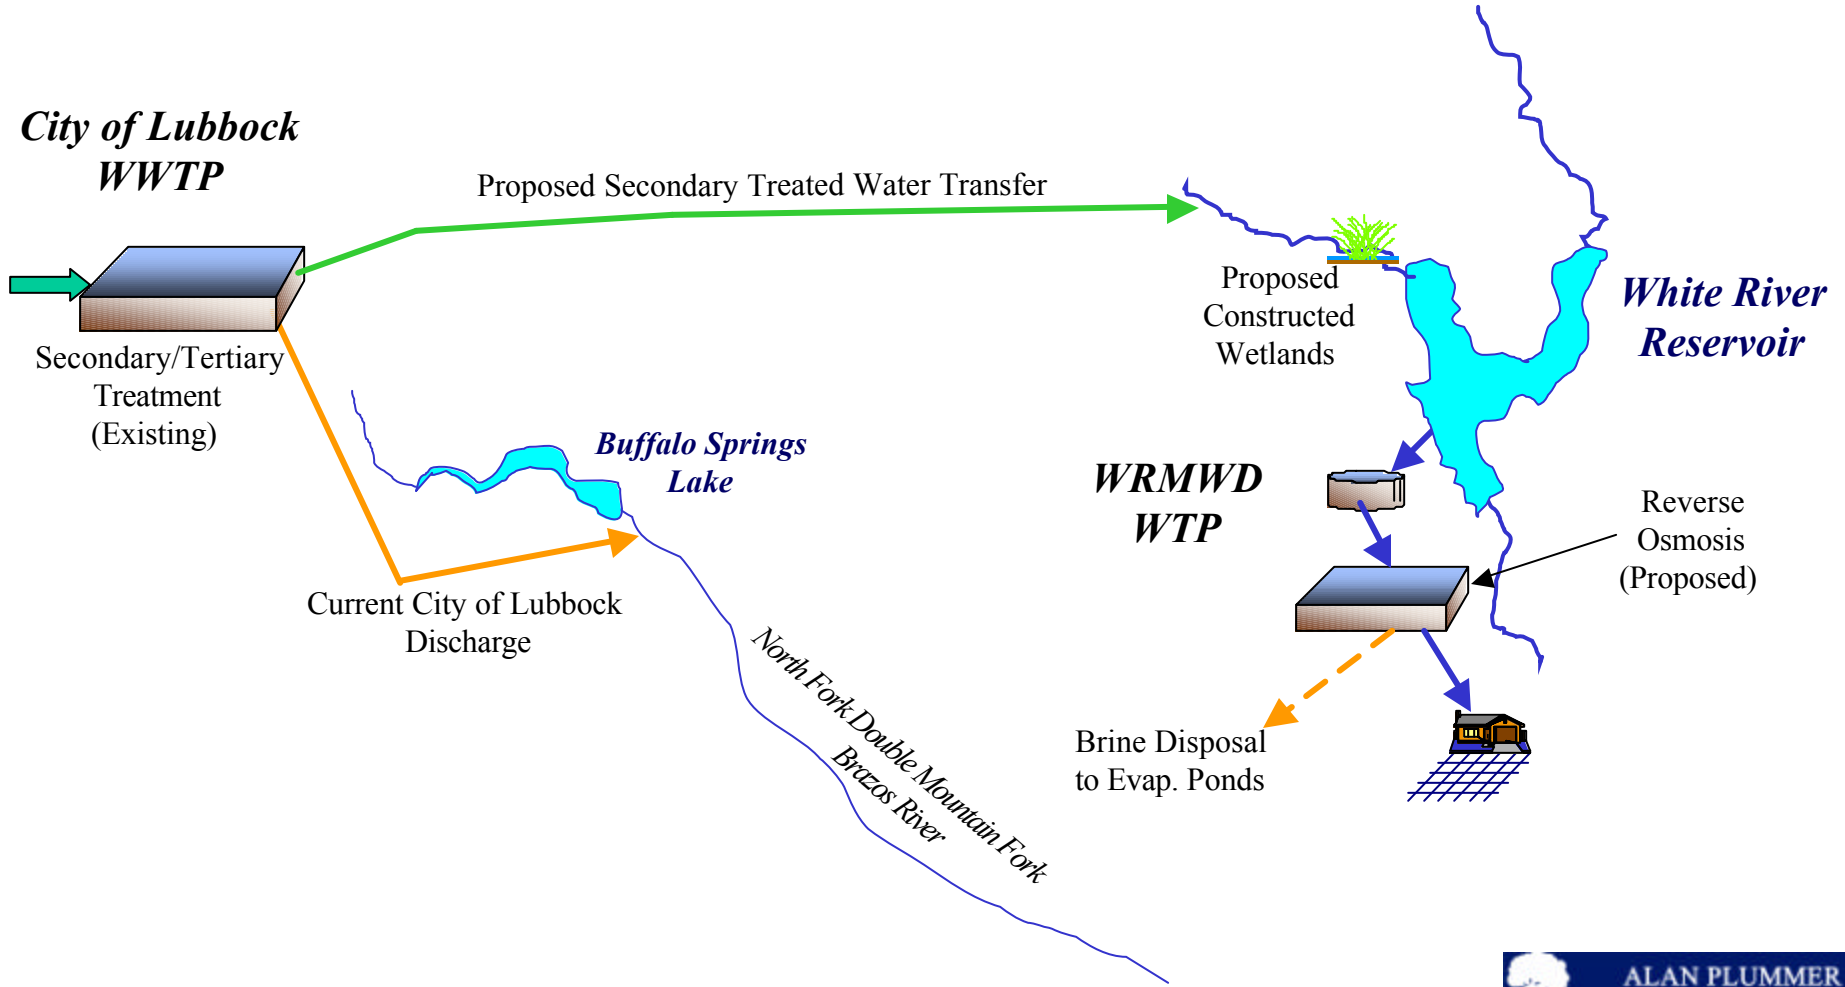 City of Lubbock
WWTP
Proposed Secondary Treated Water Transfer
Secondary/Tertiary
Treatment
(Existing)
Proposed
Constructed
Wetlands
White River
Reservoir
Buffalo Springs
Lake
WRMWD
WTP
Reverse
Osmosis
(Proposed)
Current City of Lubbock
Discharge
North Fork Double Mountain Fork
Brazos River
Brine Disposal
to Evap. Ponds
ALAN PLUMMER